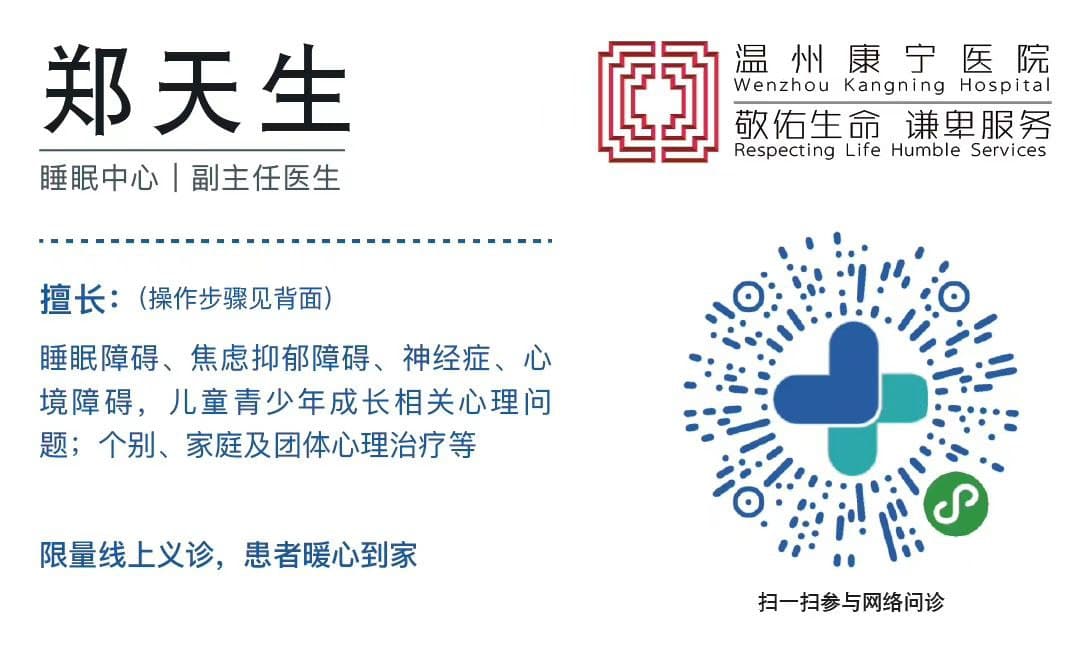 郑天生
睡眠中心｜副主任医生
擅长：（操作步骤见背面）
睡眠障碍、焦虑抑郁障碍、神经症、心
境障碍，儿童青少年成长相关心理问
题；个别、家庭及团体心理治疗等
限量线上义诊，患者暖心到家
温州康宁医院
Wenzhou Kangning Hospital
敬佑生命 谦卑服务
Respecting Life Humble Services
扫一扫参与网络问诊